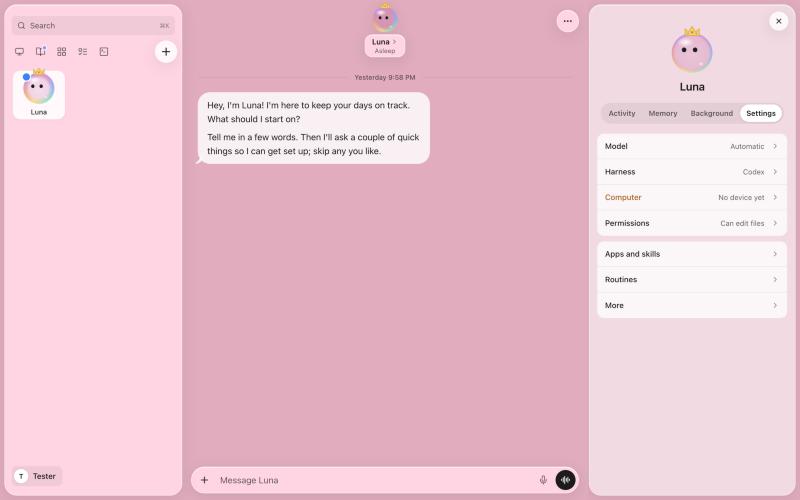 Search
⌘K
Luna
T
Tester
Luna
Asleep
Yesterday 9:58 PM
Hey, I'm Luna! I'm here to keep your days on track.
What should I start on?
Tell me in a few words. Then I'll ask a couple of quick
things so I can get set up; skip any you like.
Message Luna
Luna
Activity Memory Background Settings
Model Automatic
Harness Codex
Computer No device yet
Permissions Can edit files
Apps and skills
Routines
More